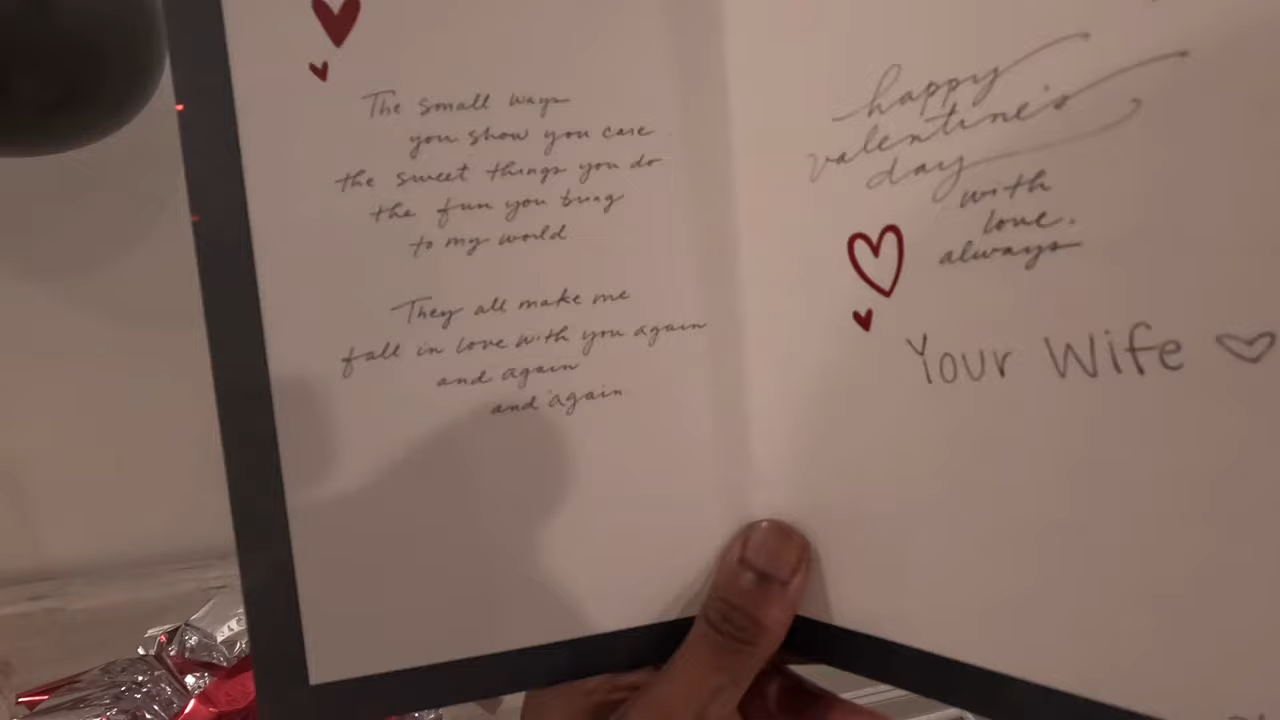 The small ways
you show you care
the sweet things you do
the fun you bring
to my world
They all make me
fall in love with you again
and again
and again
happy
valentine's
day
with
love.
always
Your Wife